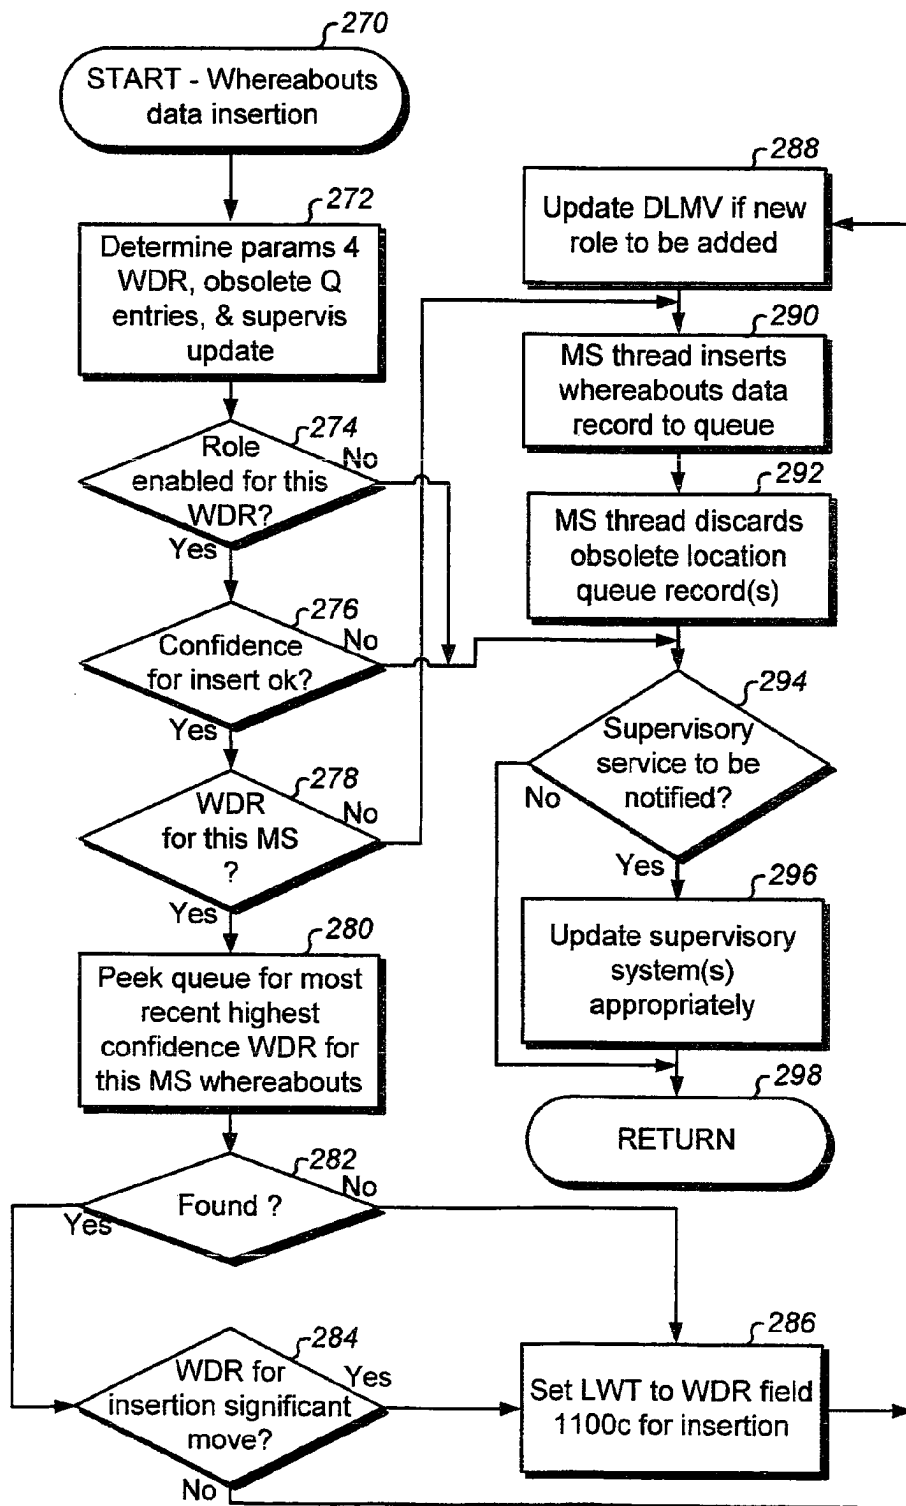 270
START - Whereabouts
data insertion
272
Determine params 4
WDR, obsolete Q
entries, & supervis
update
274
Role
enabled for this
WDR?
No
Yes
276
Confidence
for insert ok?
No
Yes
278
WDR
for this MS
?
No
Yes
280
Peek queue for most
recent highest
confidence WDR for
this MS whereabouts
282
Found ?
No
Yes
284
WDR for
insertion significant
move?
Yes
No
286
Set LWT to WDR field
1100c for insertion
288
Update DLMV if new
role to be added
290
MS thread inserts
whereabouts data
record to queue
292
MS thread discards
obsolete location
queue record(s)
294
Supervisory
service to be
notified?
No
Yes
296
Update supervisory
system(s)
appropriately
298
RETURN